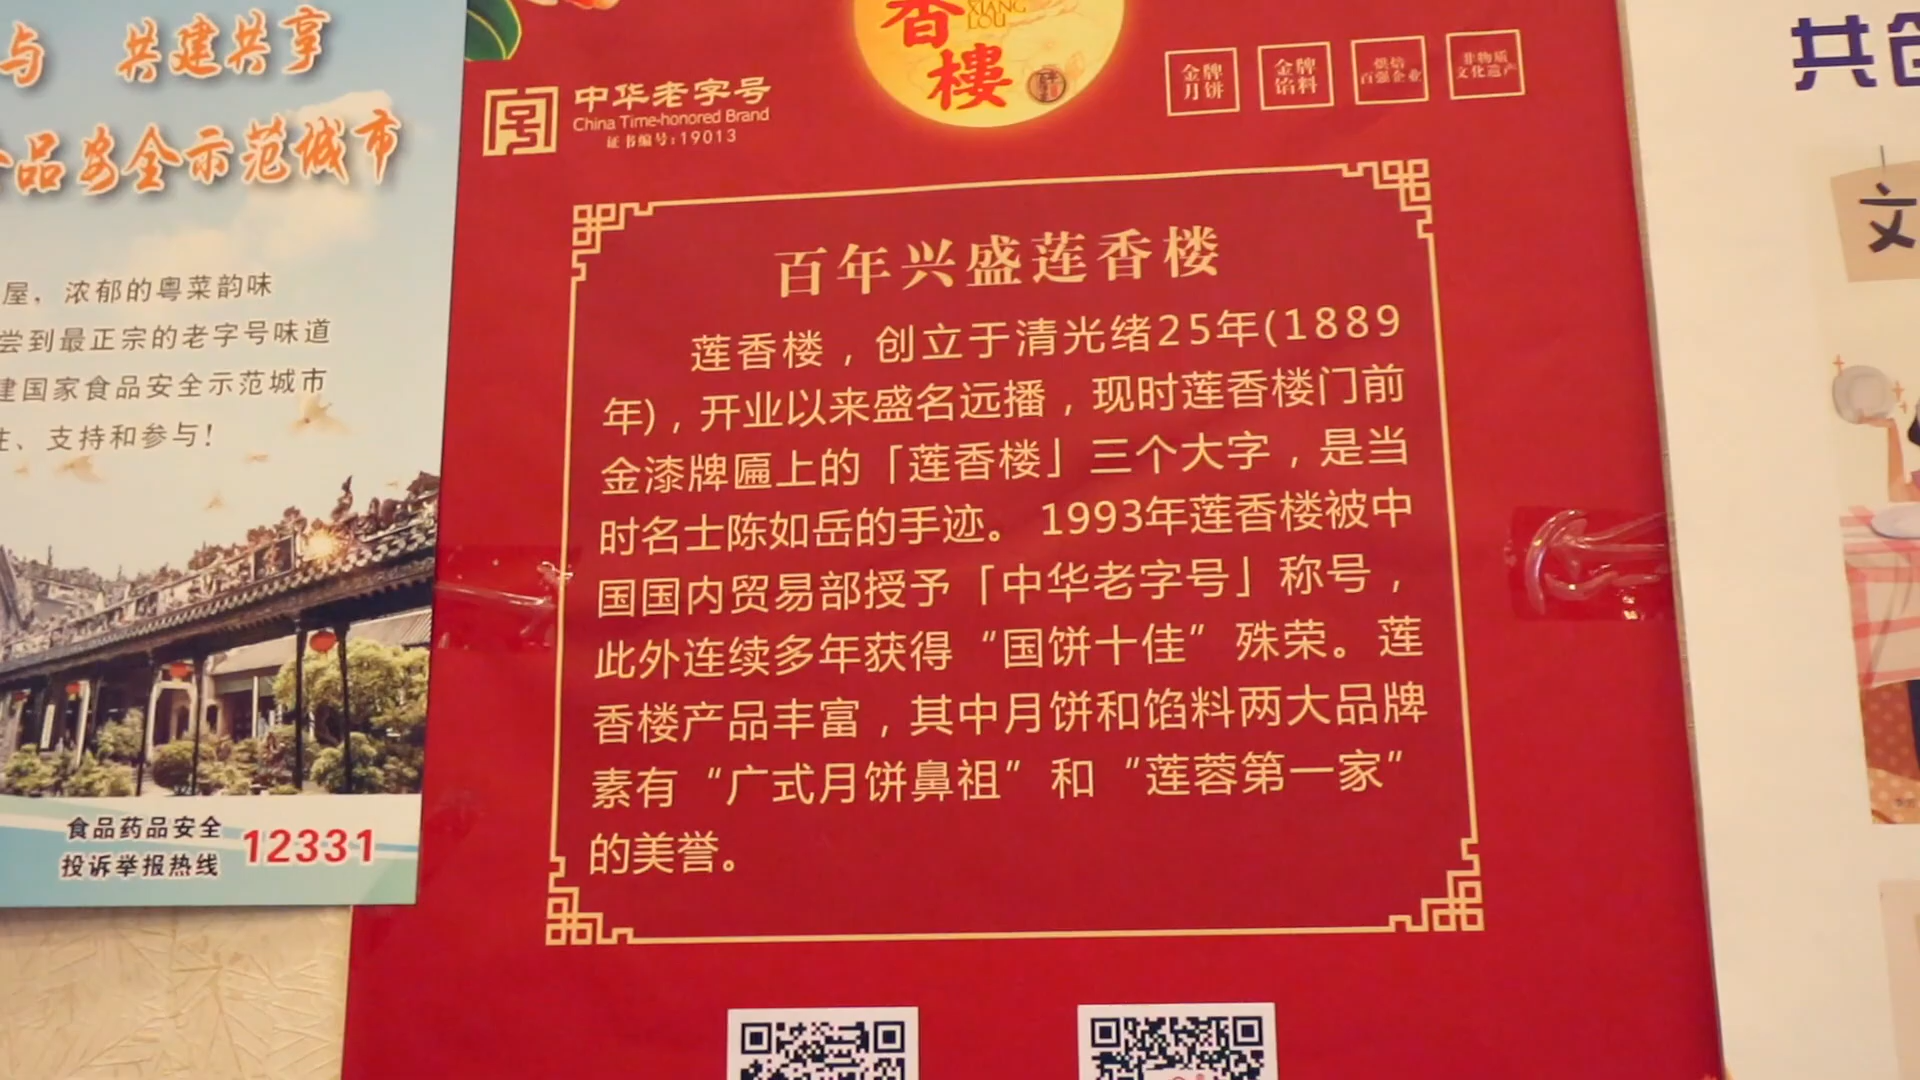 与 共建共享
食品安全示范城市
屋，浓郁的粤菜韵味
尝到最正宗的老字号味道
建国家食品安全示范城市
注、支持和参与！
食品药品安全
投诉举报热线
12331
香
XIANG
LOU
樓
中华老字号
China Time-honored Brand
证书编号:19013
金牌
月饼
金牌
馅料
烘焙
百强企业
非物质
文化遗产
百年兴盛莲香楼
莲香楼，创立于清光绪25年(1889
年)，开业以来盛名远播，现时莲香楼门前
金漆牌匾上的「莲香楼」三个大字，是当
时名士陈如岳的手迹。1993年莲香楼被中
国国内贸易部授予「中华老字号」称号，
此外连续多年获得“国饼十佳”殊荣。莲
香楼产品丰富，其中月饼和馅料两大品牌
素有“广式月饼鼻祖”和“莲蓉第一家”
的美誉。
共
文